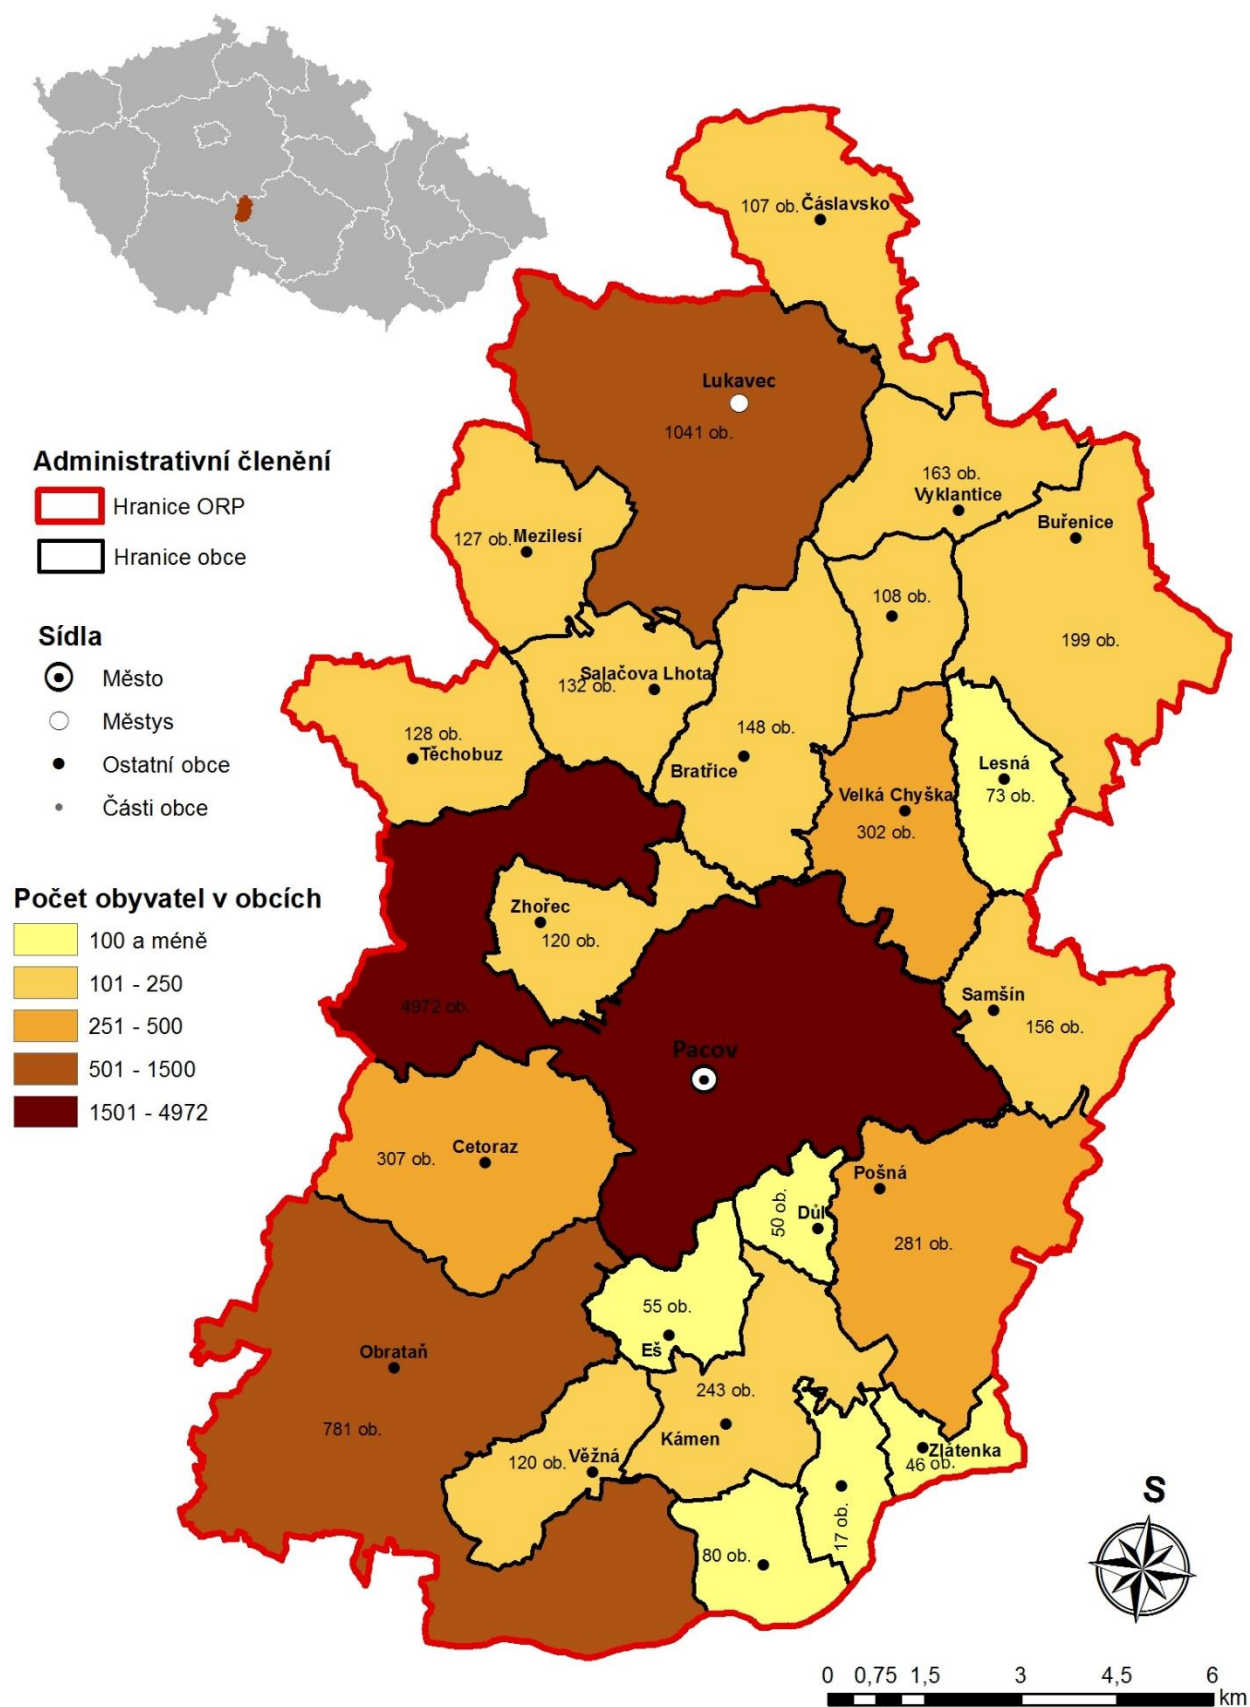 107 ob. Čáslavsko
Lukavec
1041 ob.
163 ob.
Vyklantice
Buřenice
199 ob.
127 ob. Mezilesí
108 ob.
Salačova Lhota
132 ob.
128 ob.
Těchobuz
148 ob.
Bratřice
Velká Chyška
302 ob.
Lesná
73 ob.
Zhořec
120 ob.
4972 ob.
Samšín
156 ob.
Pacov
307 ob. Cetoraz
Pošná
281 ob.
50 ob. Důl
55 ob.
Eš
Obrataň
781 ob.
243 ob.
Kámen
120 ob. Věžná
Zlátenka
46 ob.
17 ob.
80 ob.
Administrativní členění
Hranice ORP
Hranice obce
Sídla
Město
Městys
Ostatní obce
Části obce
Počet obyvatel v obcích
100 a méně
101 - 250
251 - 500
501 - 1500
1501 - 4972
S
0 0,75 1,5 3 4,5 6
km